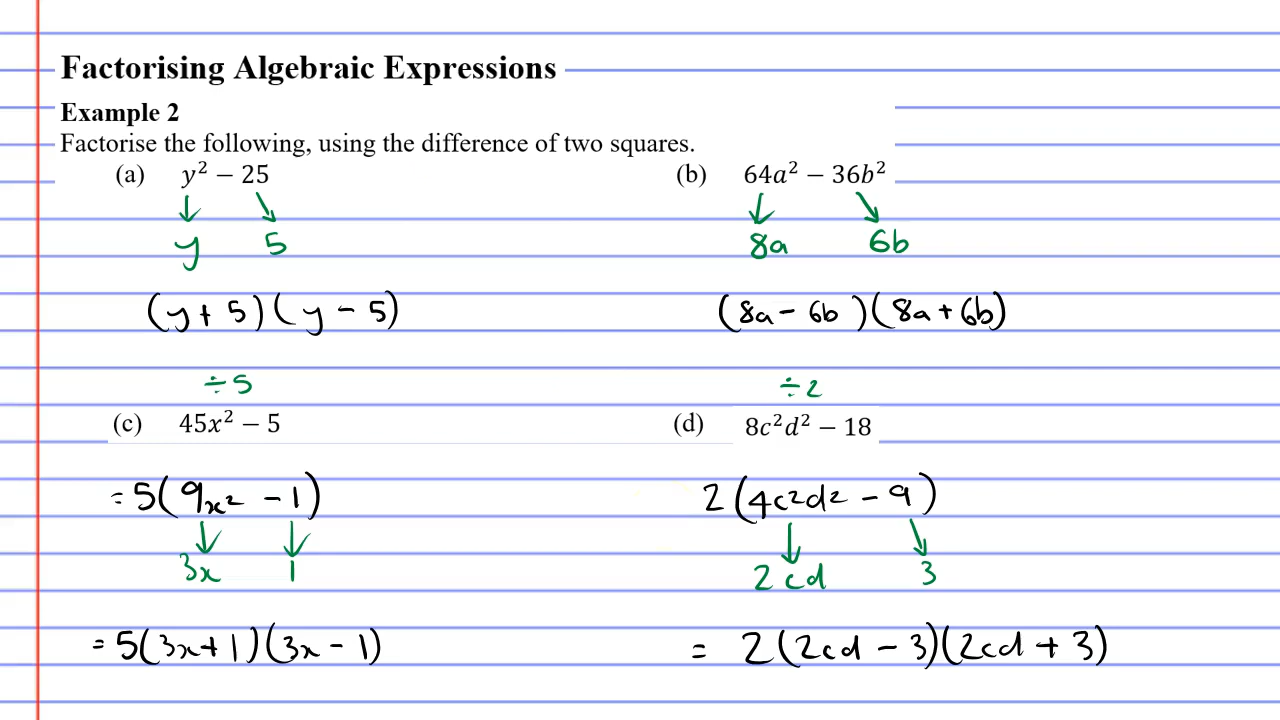 Factorising Algebraic Expressions
Example 2
Factorise the following, using the difference of two squares.
(a) y² − 25
(b) 64a² − 36b²
y 5
8a 6b
(y + 5)(y − 5)
(8a − 6b)(8a + 6b)
÷5
÷2
(c) 45x² − 5
(d) 8c²d² − 18
= 5(9x² − 1)
2(4c²d² − 9)
3x 1
2cd 3
= 5(3x + 1)(3x − 1)
= 2(2cd − 3)(2cd + 3)